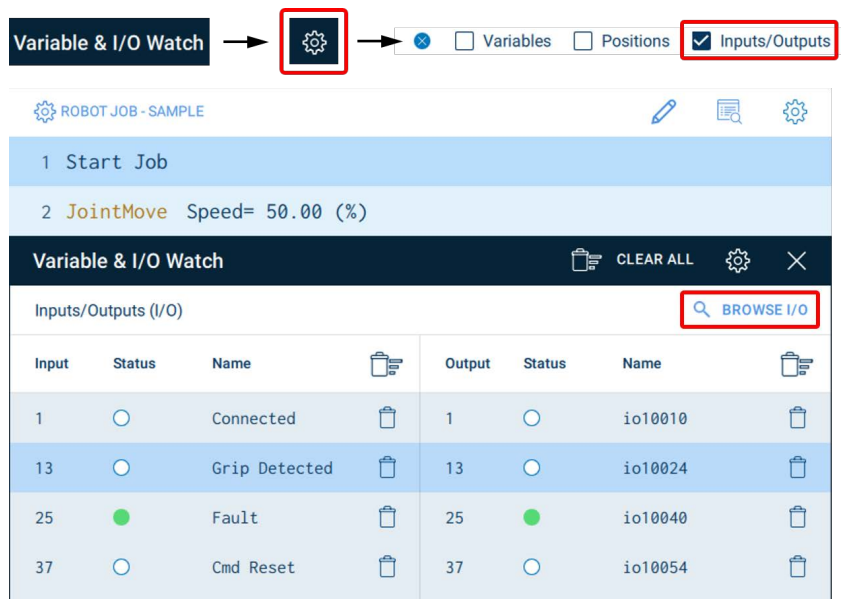 Variable & I/O Watch
Variables Positions Inputs/Outputs
ROBOT JOB - SAMPLE
1 Start Job
2 JointMove Speed= 50.00 (%)
Variable & I/O Watch CLEAR ALL
Inputs/Outputs (I/O) BROWSE I/O
Input Status Name Output Status Name
1 Connected 1 io10010
13 Grip Detected 13 io10024
25 Fault 25 io10040
37 Cmd Reset 37 io10054